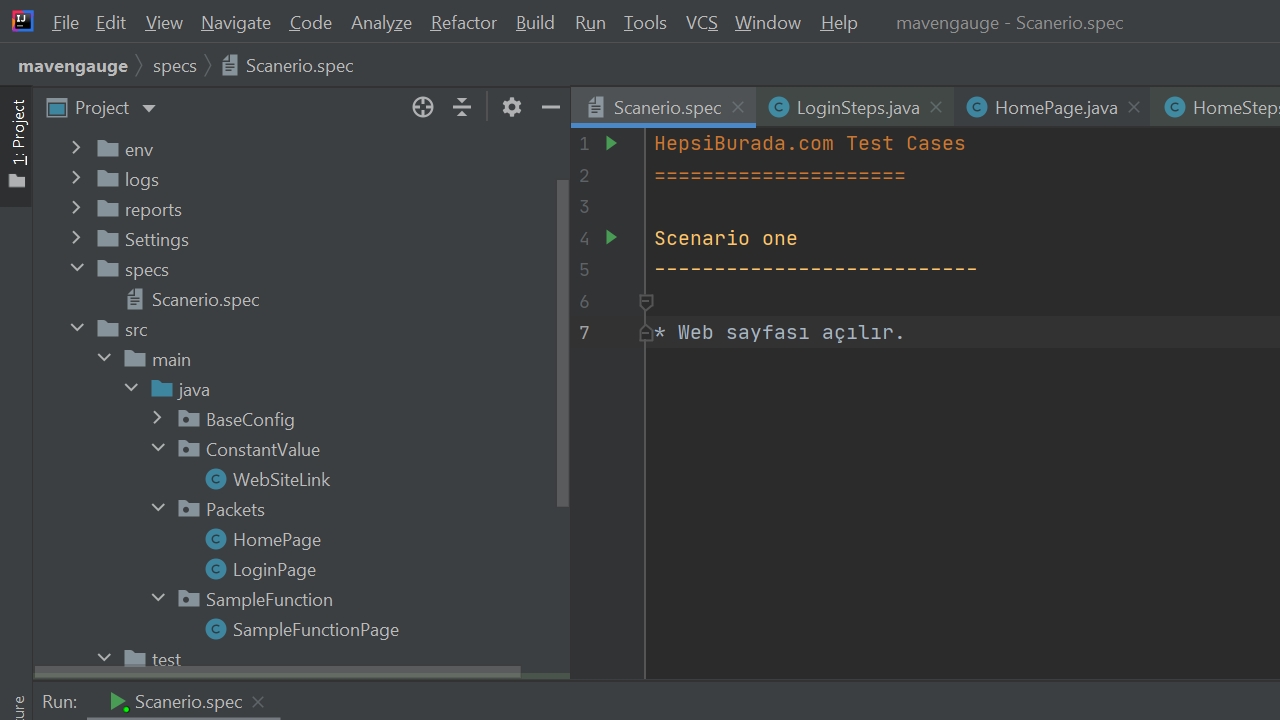 File Edit View Navigate Code Analyze Refactor Build Run Tools VCS Window Help mavengauge - Scanerio.spec
mavengauge specs Scanerio.spec
1: Project
Project
Scanerio.spec LoginSteps.java HomePage.java HomeSteps
env
logs
reports
Settings
specs
Scanerio.spec
src
main
java
BaseConfig
ConstantValue
WebSiteLink
Packets
HomePage
LoginPage
SampleFunction
SampleFunctionPage
test
1 HepsiBurada.com Test Cases
2 =====================
3
4 Scenario one
5 ---------------------------
6
7 * Web sayfası açılır.
Run: Scanerio.spec